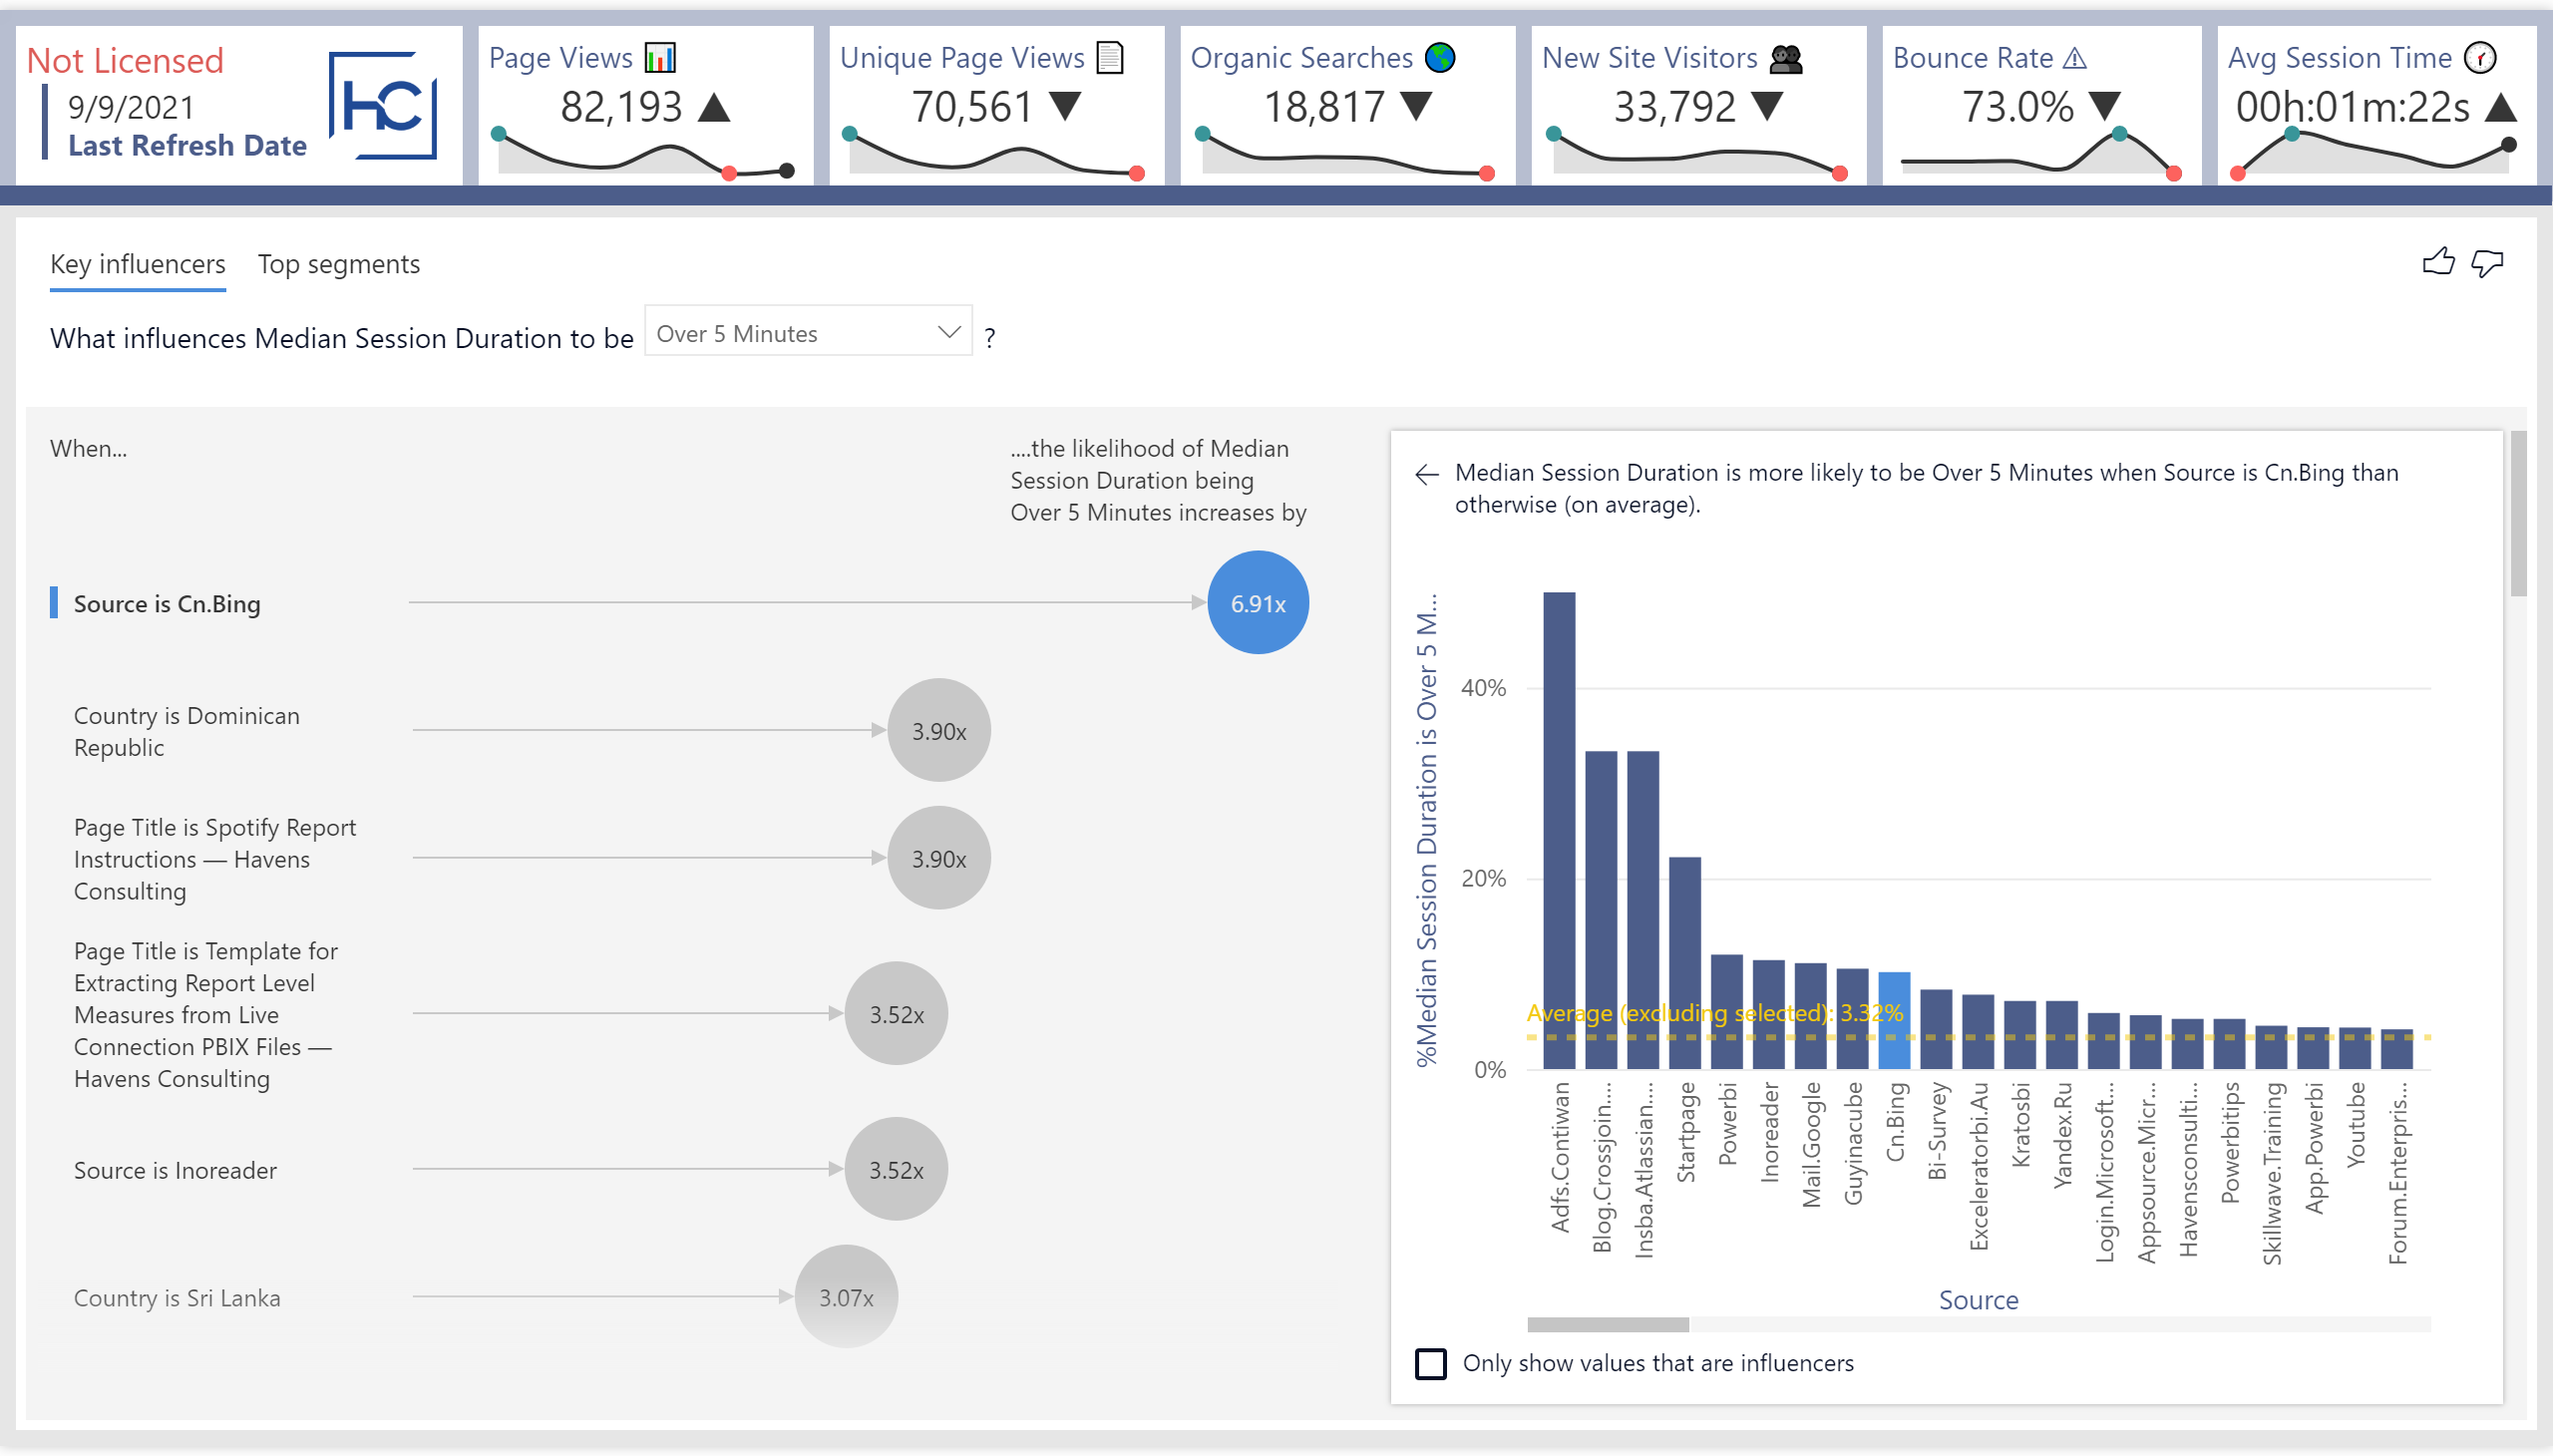 Not Licensed
9/9/2021
Last Refresh Date
HC
Page Views
82,193
Unique Page Views
70,561
Organic Searches
18,817
New Site Visitors
33,792
Bounce Rate
73.0%
Avg Session Time
00h:01m:22s
Key influencers
Top segments
What influences Median Session Duration to be
Over 5 Minutes
?
When...
....the likelihood of Median
Session Duration being
Over 5 Minutes increases by
Source is Cn.Bing
6.91x
Country is Dominican
Republic
3.90x
Page Title is Spotify Report
Instructions — Havens
Consulting
3.90x
Page Title is Template for
Extracting Report Level
Measures from Live
Connection PBIX Files —
Havens Consulting
3.52x
Source is Inoreader
3.52x
Country is Sri Lanka
3.07x
Median Session Duration is more likely to be Over 5 Minutes when Source is Cn.Bing than
otherwise (on average).
%Median Session Duration is Over 5 M...
40%
20%
0%
Average (excluding selected): 3.32%
Adfs.Contiwan
Blog.Crossjoin....
Insba.Atlassian....
Startpage
Powerbi
Inoreader
Mail.Google
Guyinacube
Cn.Bing
Bi-Survey
Exceleratorbi.Au
Kratosbi
Yandex.Ru
Login.Microsoft...
Appsource.Micr...
Havensconsulti...
Powerbitips
Skillwave.Training
App.Powerbi
Youtube
Forum.Enterpris...
Source
Only show values that are influencers